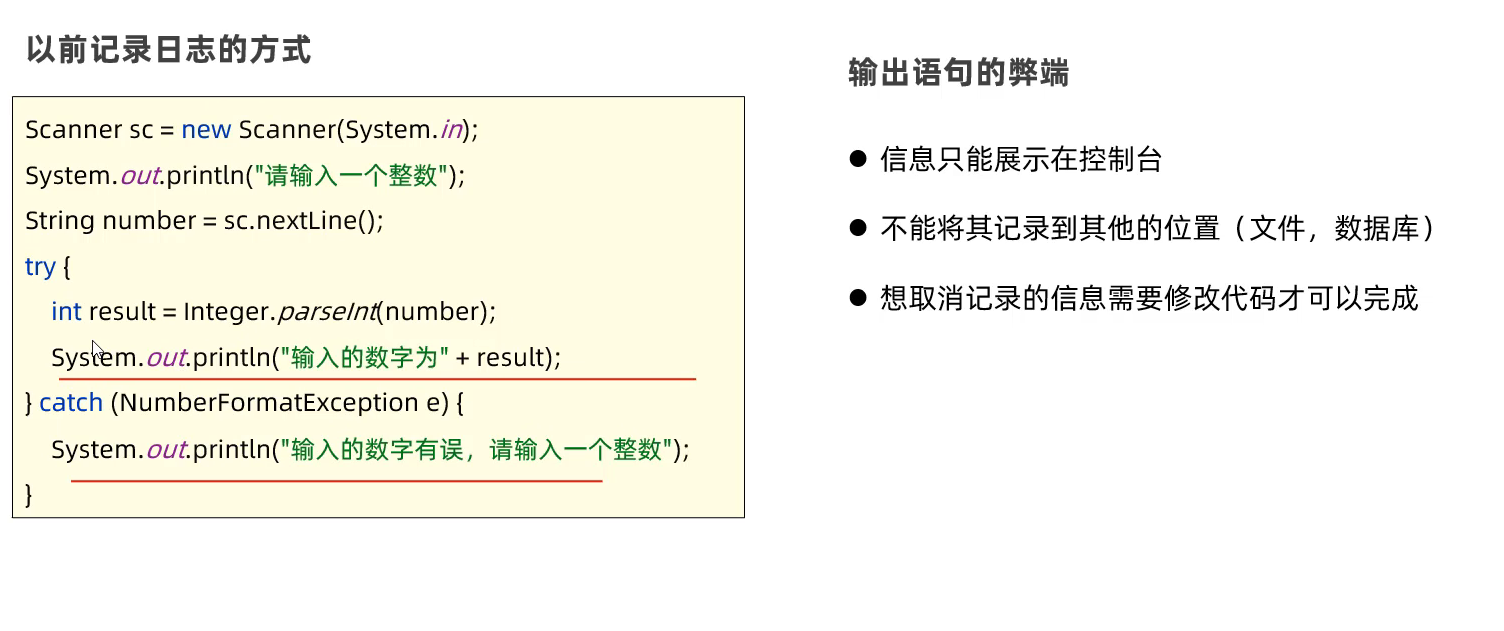 以前记录日志的方式
Scanner sc = new Scanner(System.in);
System.out.println("请输入一个整数");
String number = sc.nextLine();
try {
    int result = Integer.parseInt(number);
    System.out.println("输入的数字为" + result);
} catch (NumberFormatException e) {
    System.out.println("输入的数字有误，请输入一个整数");
}
输出语句的弊端
● 信息只能展示在控制台
● 不能将其记录到其他的位置（文件，数据库）
● 想取消记录的信息需要修改代码才可以完成